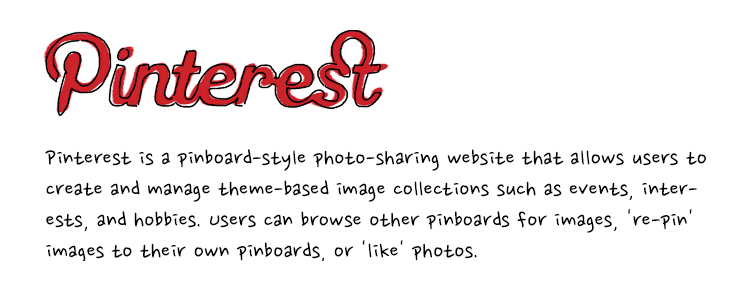 Pinterest
Pinterest is a pinboard-style photo-sharing website that allows users to
create and manage theme-based image collections such as events, inter-
ests, and hobbies. Users can browse other pinboards for images, 're-pin'
images to their own pinboards, or 'like' photos.